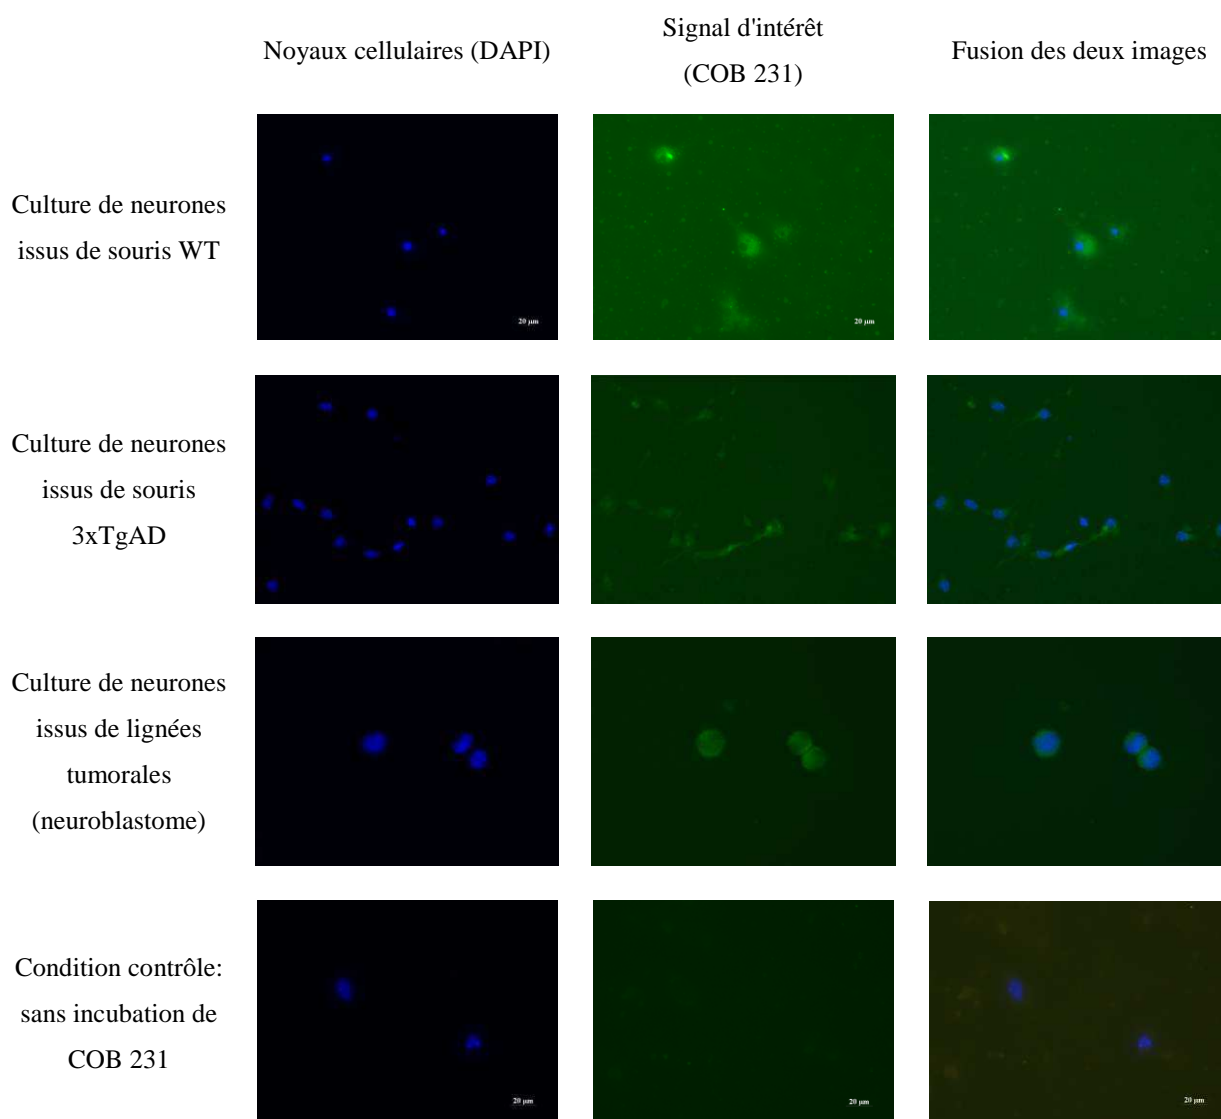 Noyaux cellulaires (DAPI)
Signal d'intérêt
(COB 231)
Fusion des deux images
Culture de neurones
issus de souris WT
20 µm
20 µm
Culture de neurones
issus de souris
3xTgAD
Culture de neurones
issus de lignées
tumorales
(neuroblastome)
Condition contrôle:
sans incubation de
COB 231
20 µm
20 µm
20 µm